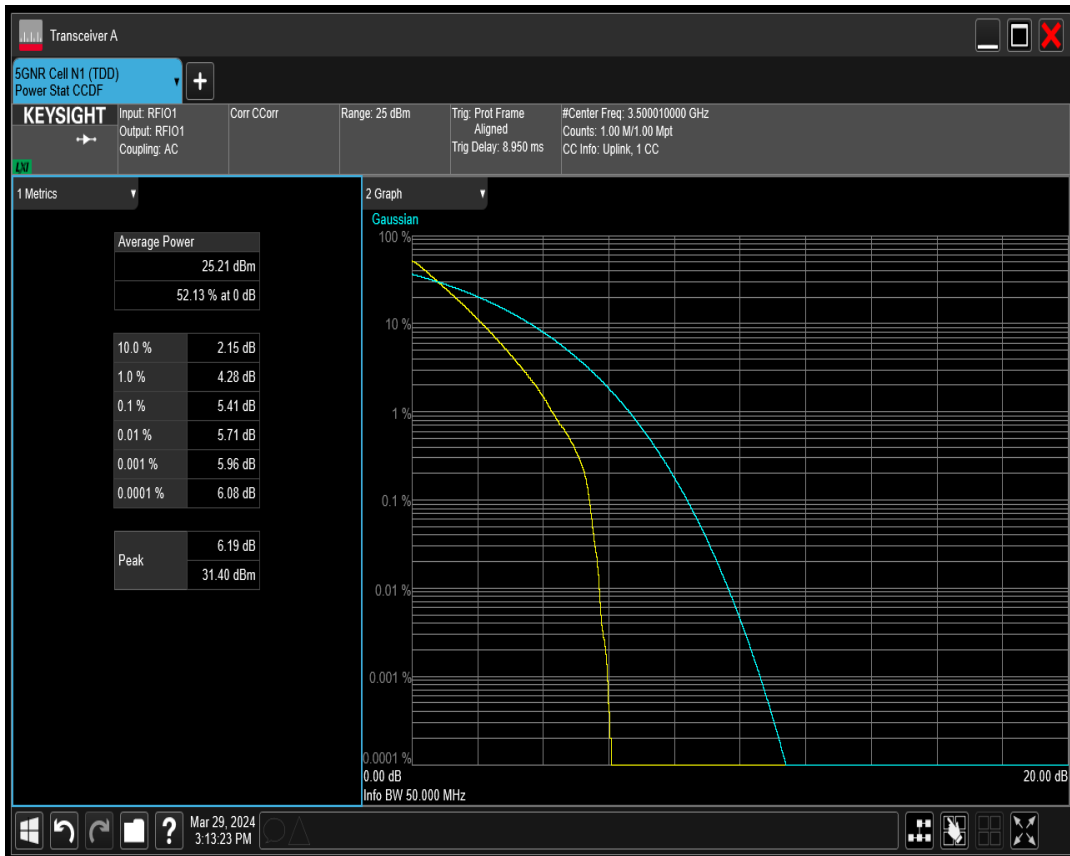 Transceiver A
5GNR Cell N1 (TDD)
Power Stat CCDF
+
KEYSIGHT
LXI
Input: RFIO1
Output: RFIO1
Coupling: AC
Corr CCorr
Range: 25 dBm
Trig: Prot Frame
Aligned
Trig Delay: 8.950 ms
#Center Freq: 3.500010000 GHz
Counts: 1.00 M/1.00 Mpt
CC Info: Uplink, 1 CC
1 Metrics
Average Power
25.21 dBm
52.13 % at 0 dB
10.0 % 2.15 dB
1.0 % 4.28 dB
0.1 % 5.41 dB
0.01 % 5.71 dB
0.001 % 5.96 dB
0.0001 % 6.08 dB
Peak
6.19 dB
31.40 dBm
2 Graph
Gaussian
100 %
10 %
1 %
0.1 %
0.01 %
0.001 %
0.0001 %
0.00 dB 20.00 dB
Info BW 50.000 MHz
?
Mar 29, 2024
3:13:23 PM